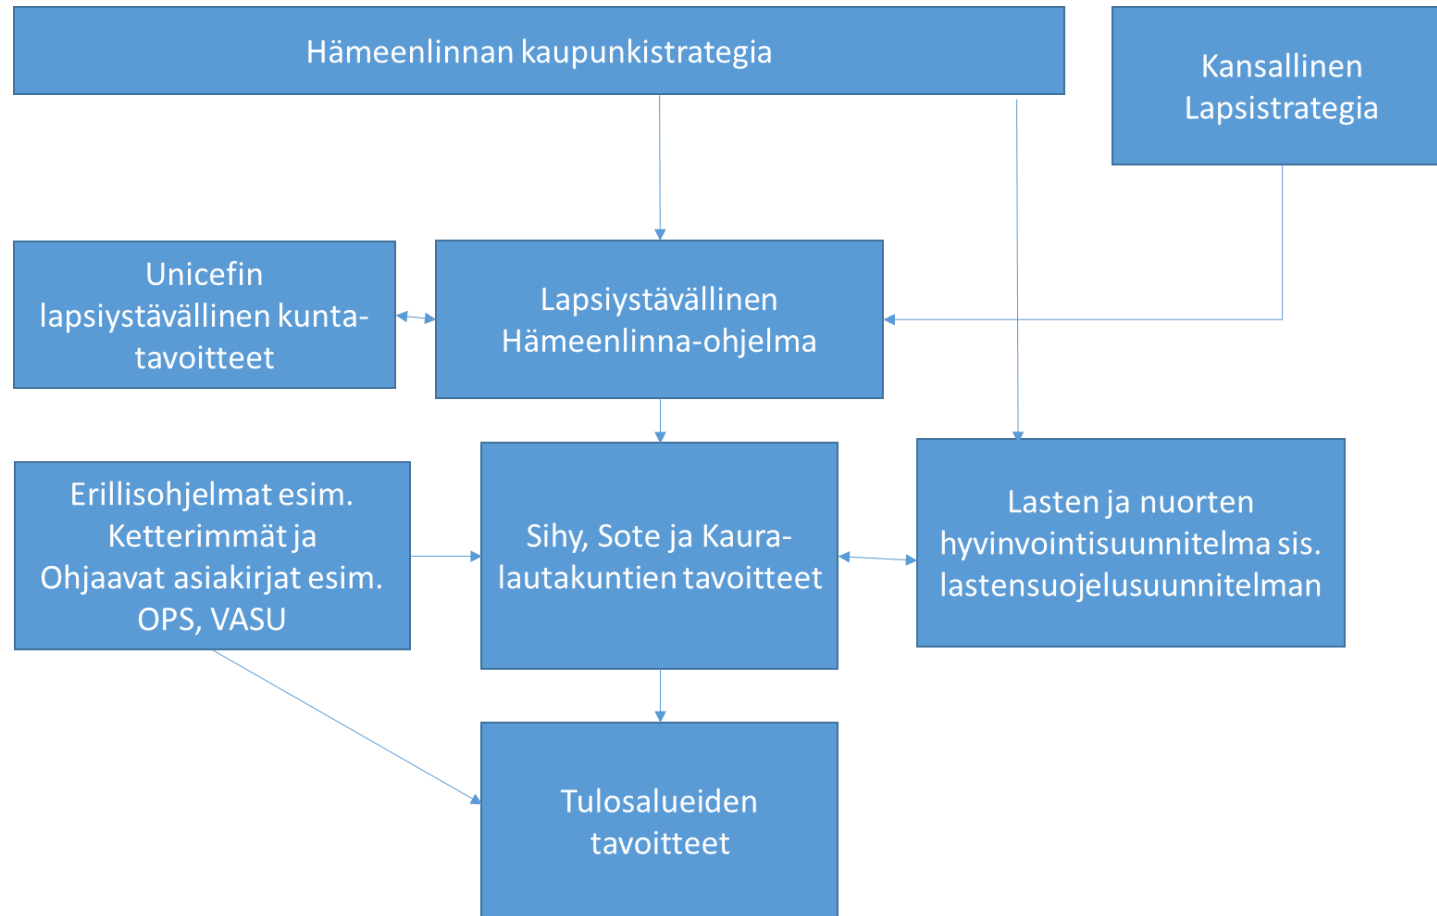 Hämeenlinnan kaupunkistrategia
Kansallinen
Lapsistrategia
Unicefin
lapsiystävällinen kunta-
tavoitteet
Lapsiystävällinen
Hämeenlinna-ohjelma
Erillisohjelmat esim.
Ketterimmät ja
Ohjaavat asiakirjat esim.
OPS, VASU
Sihy, Sote ja Kaura-
lautakuntien tavoitteet
Lasten ja nuorten
hyvinvointisuunnitelma sis.
lastensuojelusuunnitelman
Tulosalueiden
tavoitteet